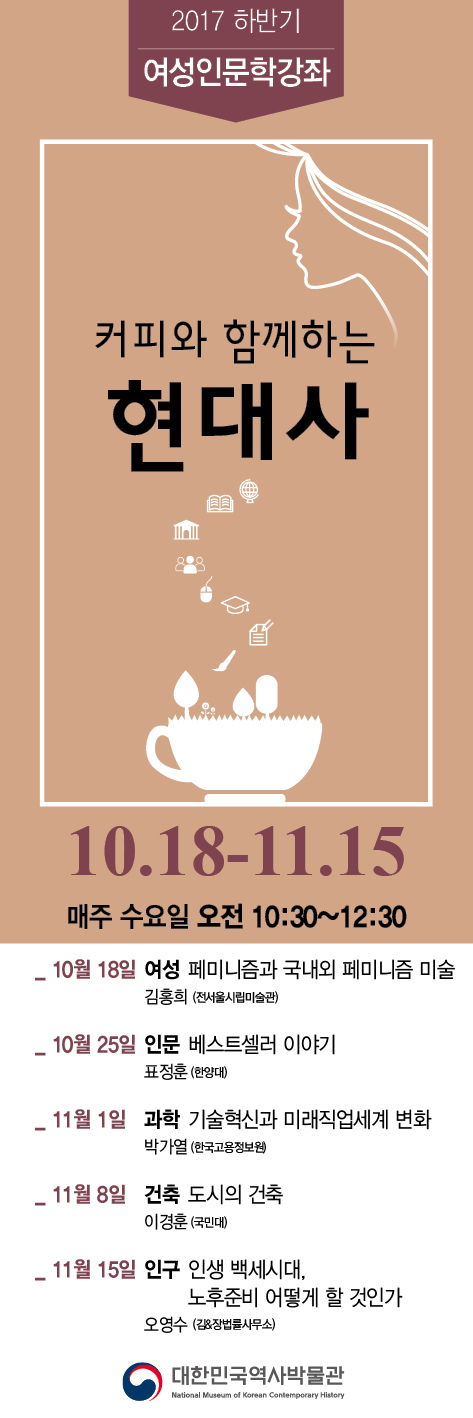 2017 하반기
여성인문학강좌
커피와 함께하는
현대사
10.18-11.15
매주 수요일 오전 10:30~12:30
_ 10월 18일 여성 페미니즘과 국내외 페미니즘 미술
김홍희 (전서울시립미술관)
_ 10월 25일 인문 베스트셀러 이야기
표정훈 (한양대)
_ 11월 1일 과학 기술혁신과 미래직업세계 변화
박가열 (한국고용정보원)
_ 11월 8일 건축 도시의 건축
이경훈 (국민대)
_ 11월 15일 인구 인생 백세시대,
노후준비 어떻게 할 것인가
오영수 (김&장법률사무소)
대한민국역사박물관
National Museum of Korean Contemporary History